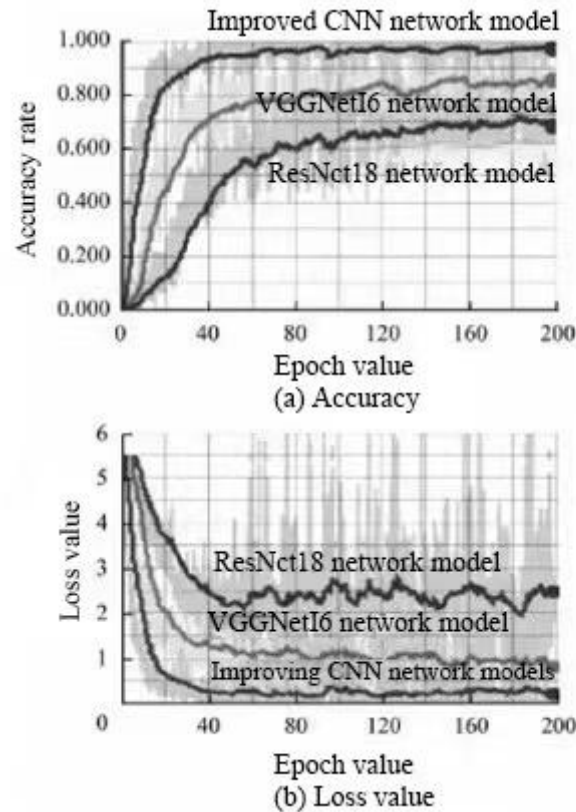 Improved CNN network model
1.000
0.800
VGGNetI6 network model
0.600
ResNct18 network model
0.400
0.200
0.000
Accuracy rate
0 40 80 120 160 200
Epoch value
(a) Accuracy
6
5
4
3
2
1
0
Loss value
ResNct18 network model
VGGNetI6 network model
Improving CNN network models
40 80 120 160 200
Epoch value
(b) Loss value